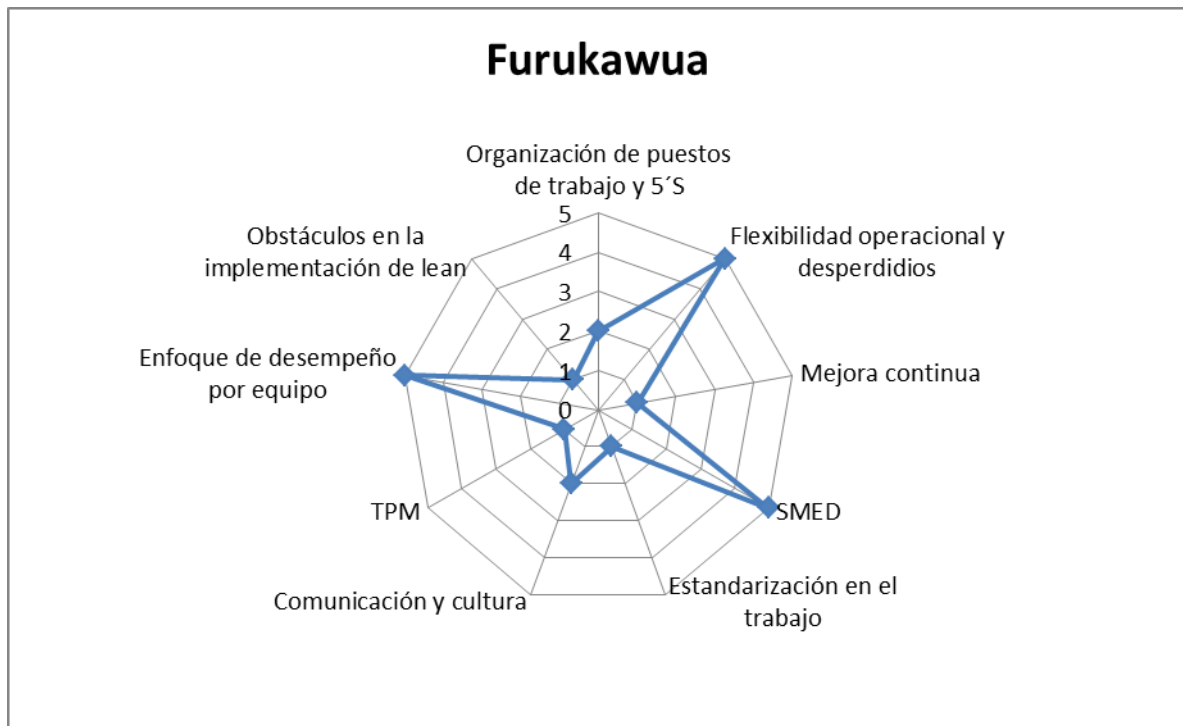 Furukawua
Organización de puestos
de trabajo y 5´S
Flexibilidad operacional y
desperdidios
Mejora continua
SMED
Estandarización en el
trabajo
Comunicación y cultura
TPM
Enfoque de desempeño
por equipo
Obstáculos en la
implementación de lean
5
4
3
2
1
0